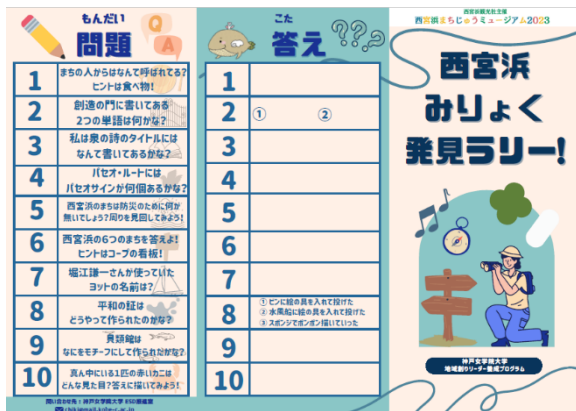 もんだい
問題
Q
A
1
まちの人からはなんて呼ばれてる?
ヒントは食べ物!
2
創造の門に書いてある
2つの単語は何かな?
3
私は泉の詩のタイトルには
なんて書いてあるかな?
4
パセオ・ルートには
パセオサインが何個あるかな?
5
西宮浜のまちは防災のために何が
無いでしょう?周りを見回してみよう!
6
西宮浜の6つのまちを答えよ!
ヒントはコープの看板!
7
堀江謙一さんが使っていた
ヨットの名前は?
8
平和の証は
どうやって作られたのかな?
9
貝類館は
なにをモチーフにして作られたかな?
10
真ん中にいる1匹の赤いカニは
どんな見た目?答えに描いてみよう!
問い合わせ先:神戸女学院大学
こた
答え
???
1
2
①
②
3
4
5
6
7
8
① ビンに絵の具を入れて投げた
② 水風船に絵の具を入れて投げた
③ スポンジでポンポン描いていった
9
10
西宮観光社主催
西宮浜まちじゅうミュージアム2023
西宮浜
みりょく
発見ラリー!
神戸女学院大学
地域創りリーダー養成プログラム